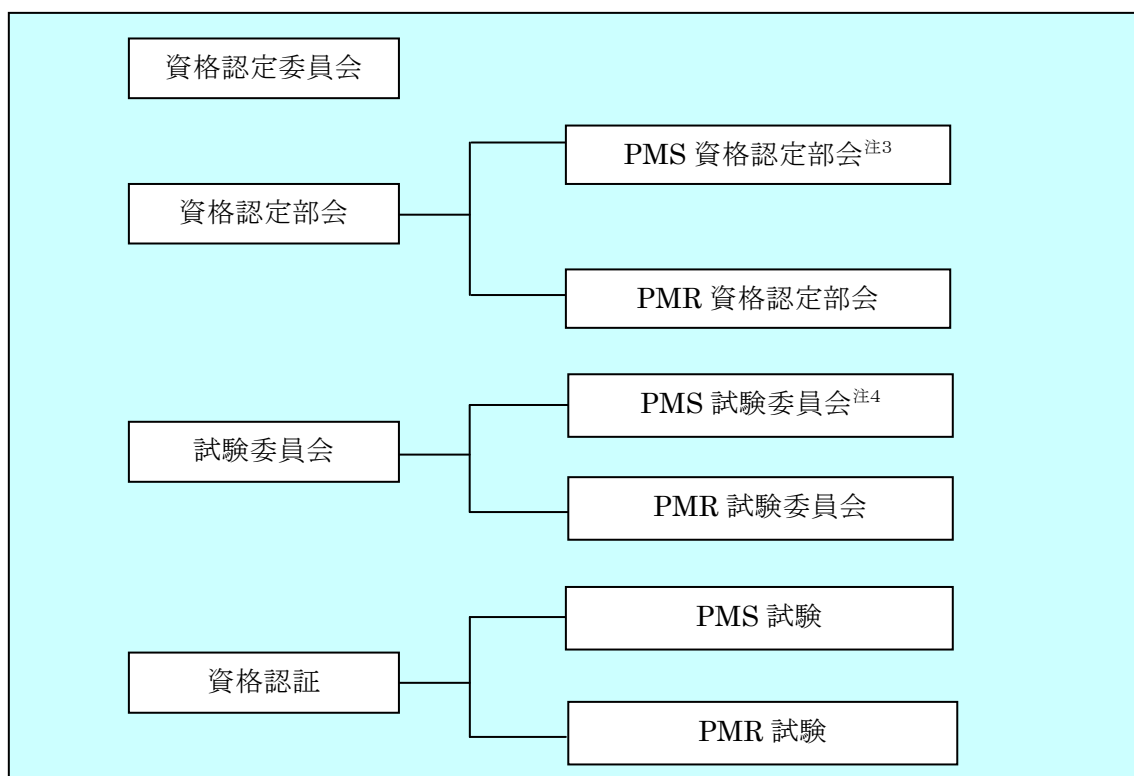 資格認定委員会
資格認定部会
PMS 資格認定部会注3
PMR 資格認定部会
試験委員会
PMS 試験委員会注4
PMR 試験委員会
資格認証
PMS 試験
PMR 試験